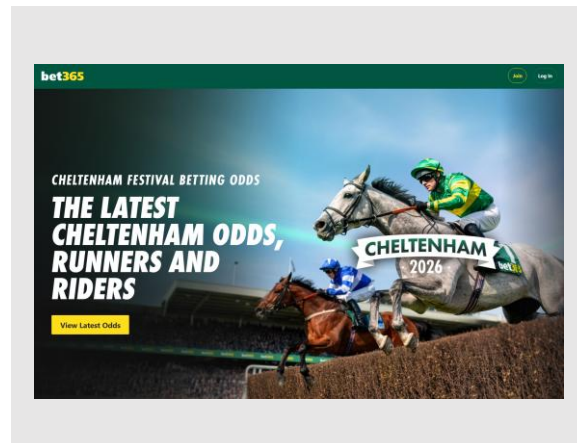 bet365
Join
Log In
CHELTENHAM FESTIVAL BETTING ODDS
THE LATEST
CHELTENHAM ODDS,
RUNNERS AND
RIDERS
CHELTENHAM
2026
bet365
View Latest Odds